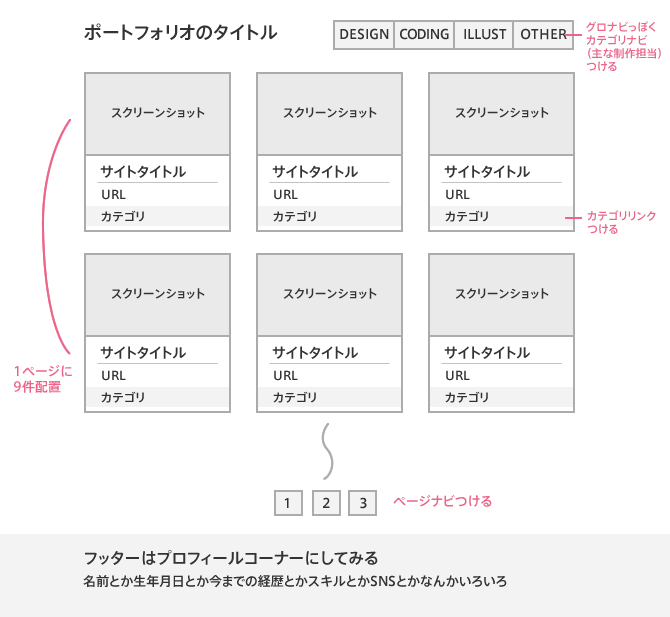 ポートフォリオのタイトル
DESIGN CODING ILLUST OTHER
グロナビっぽく
カテゴリナビ
(主な制作担当)
つける
スクリーンショット スクリーンショット スクリーンショット
サイトタイトル サイトタイトル サイトタイトル
URL URL URL
カテゴリ カテゴリ カテゴリ
カテゴリリンク
つける
スクリーンショット スクリーンショット スクリーンショット
サイトタイトル サイトタイトル サイトタイトル
URL URL URL
カテゴリ カテゴリ カテゴリ
1ページに
9件配置
1 2 3
ページナビつける
フッターはプロフィールコーナーにしてみる
名前とか生年月日とか今までの経歴とかスキルとかSNSとかなんかいろいろ